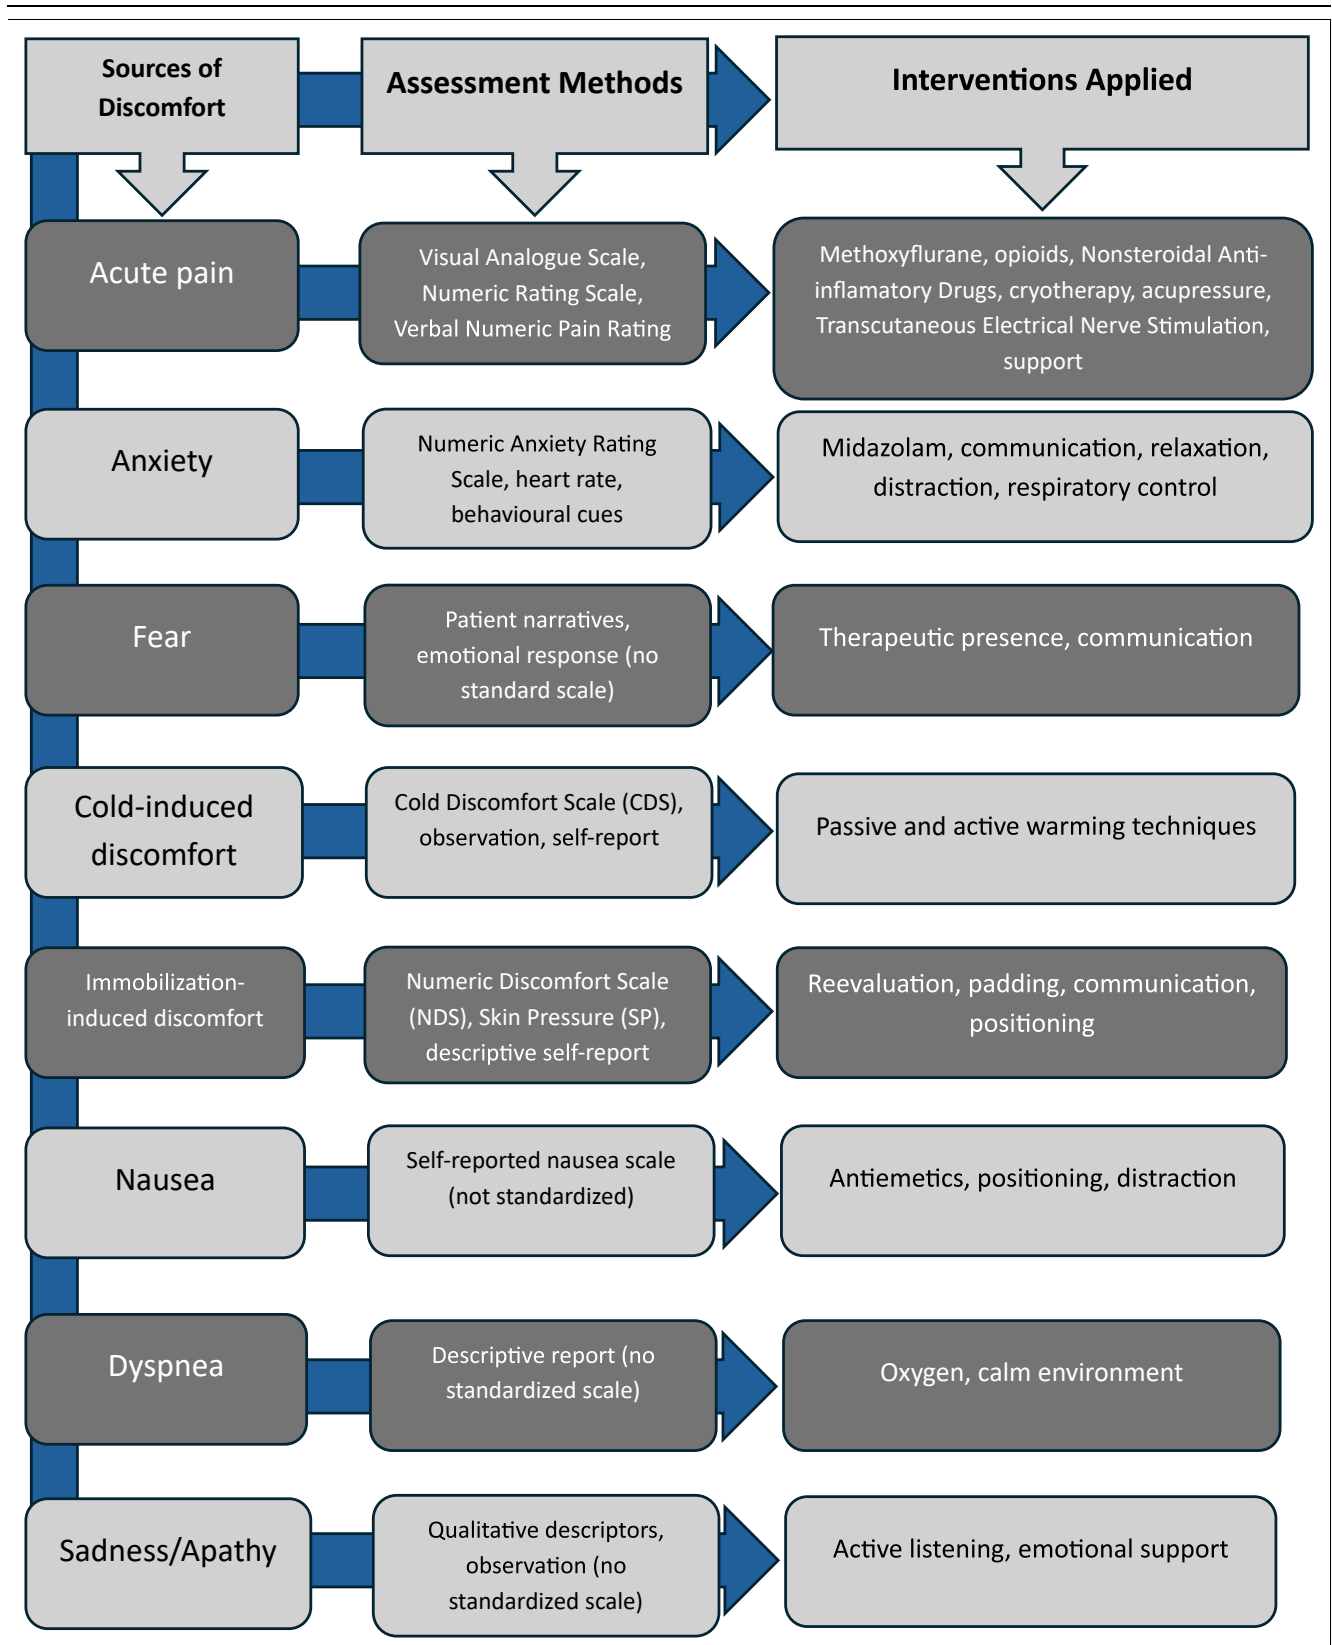 Sources of
Discomfort
Assessment Methods
Interventions Applied
Acute pain
Visual Analogue Scale,
Numeric Rating Scale,
Verbal Numeric Pain Rating
Methoxyflurane, opioids, Nonsteroidal Anti-
inflamatory Drugs, cryotherapy, acupressure,
Transcutaneous Electrical Nerve Stimulation,
support
Anxiety
Numeric Anxiety Rating
Scale, heart rate,
behavioural cues
Midazolam, communication, relaxation,
distraction, respiratory control
Fear
Patient narratives,
emotional response (no
standard scale)
Therapeutic presence, communication
Cold-induced
discomfort
Cold Discomfort Scale (CDS),
observation, self-report
Passive and active warming techniques
Immobilization-
induced discomfort
Numeric Discomfort Scale
(NDS), Skin Pressure (SP),
descriptive self-report
Reevaluation, padding, communication,
positioning
Nausea
Self-reported nausea scale
(not standardized)
Antiemetics, positioning, distraction
Dyspnea
Descriptive report (no
standardized scale)
Oxygen, calm environment
Sadness/Apathy
Qualitative descriptors,
observation (no
standardized scale)
Active listening, emotional support